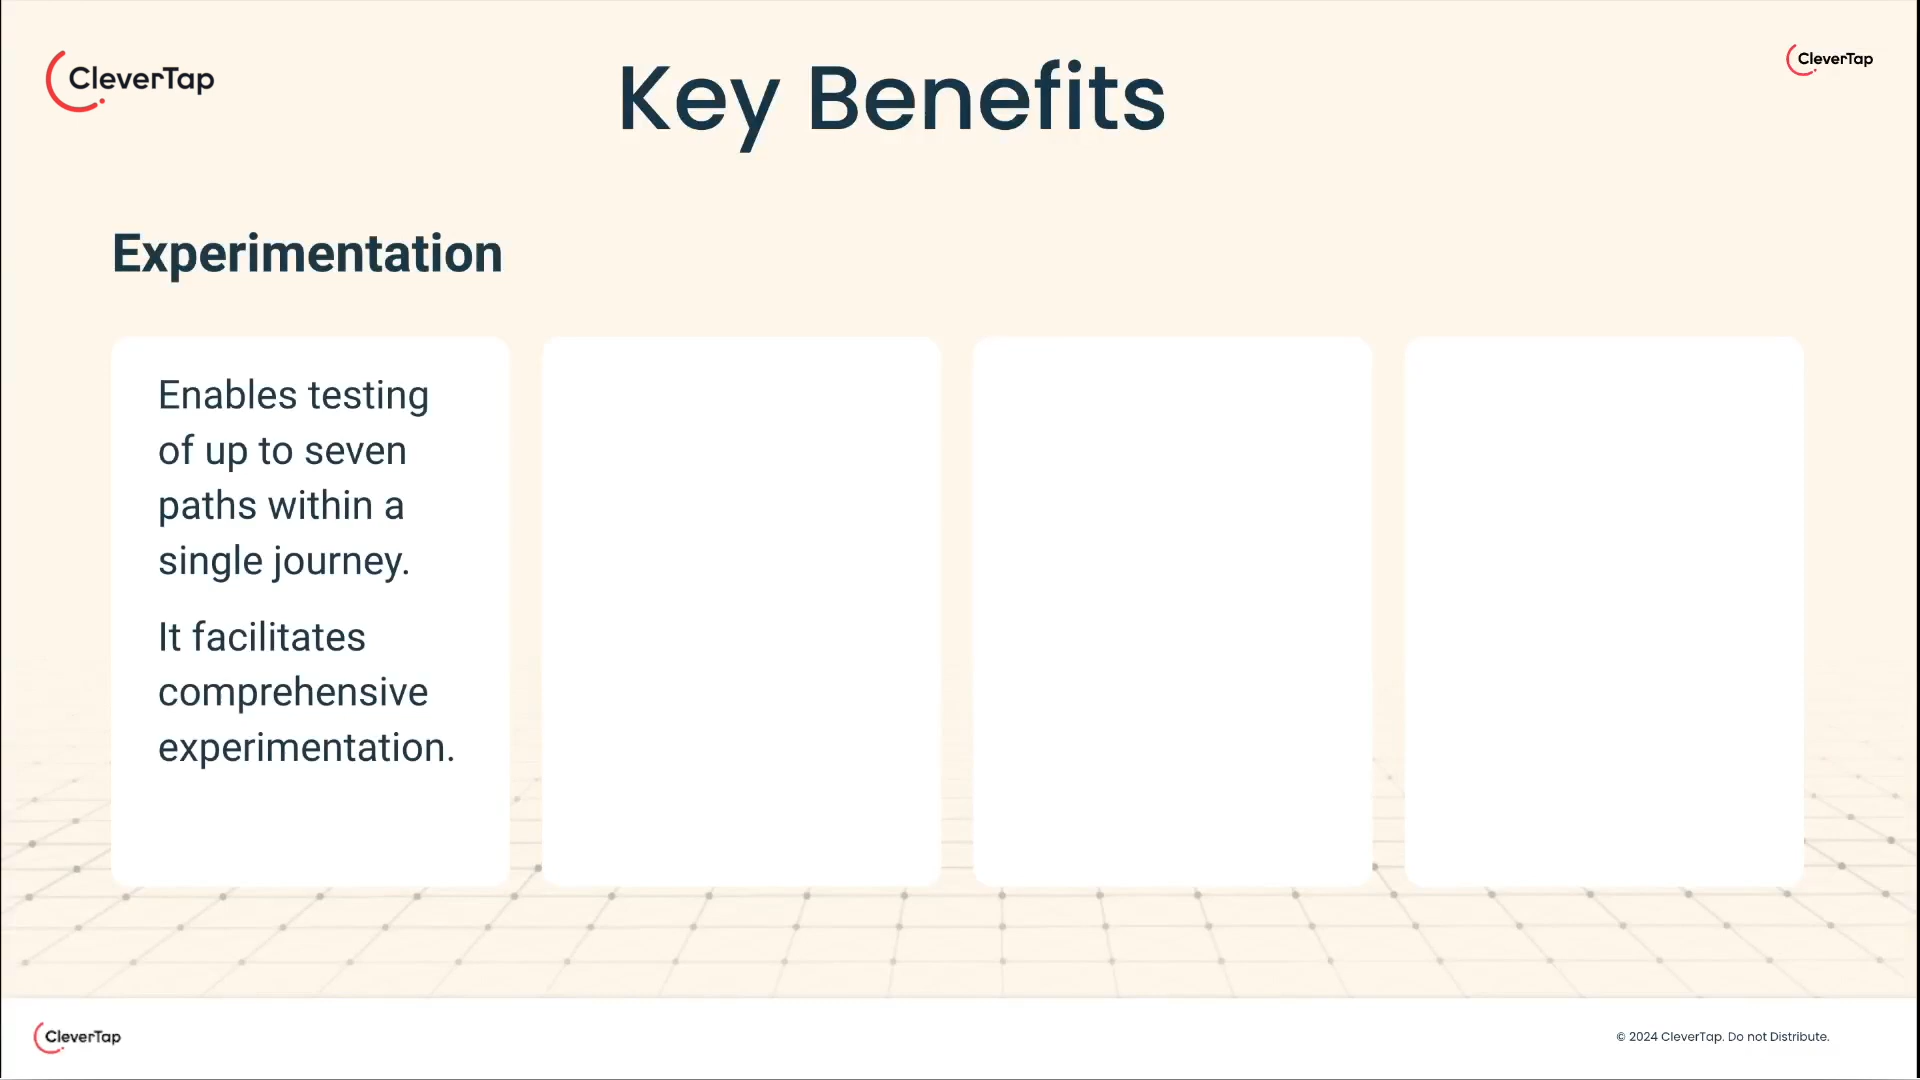 CleverTap
Key Benefits
CleverTap
Experimentation
Enables testing
of up to seven
paths within a
single journey.
It facilitates
comprehensive
experimentation.
CleverTap
© 2024 CleverTap. Do not Distribute.